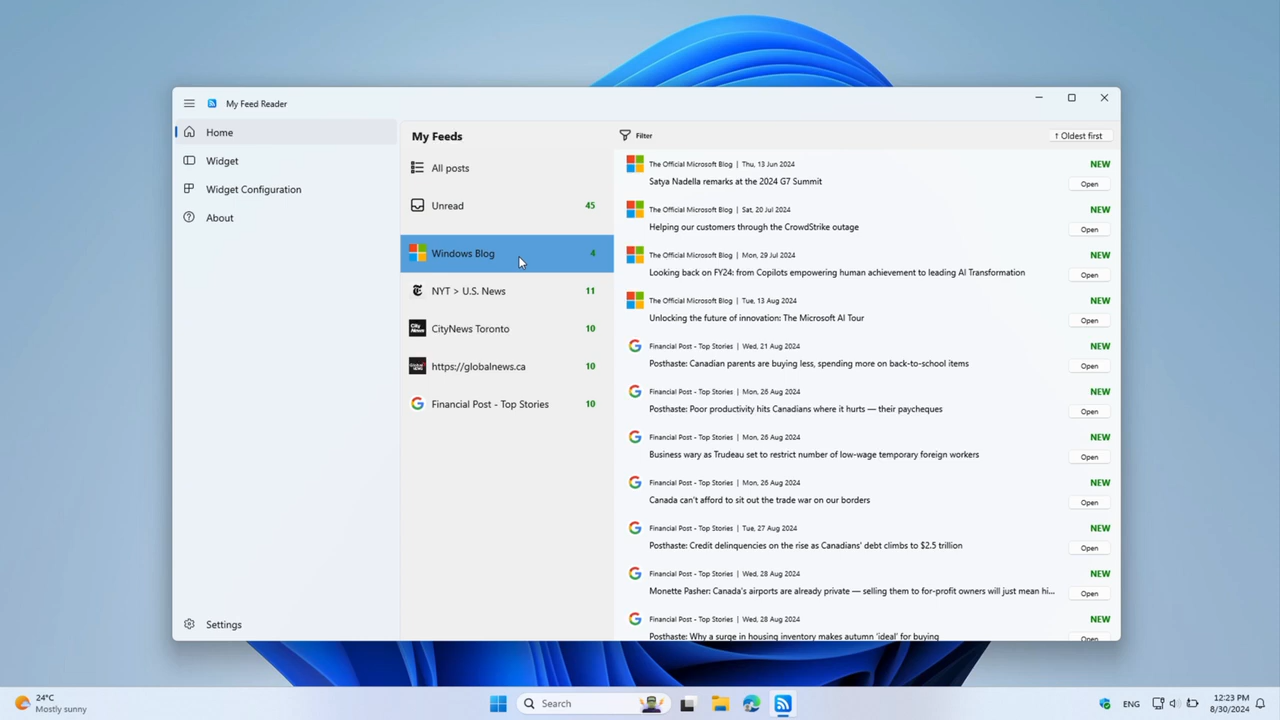 My Feed Reader
Home
Widget
Widget Configuration
About
Settings
My Feeds
All posts
Unread 45
Windows Blog 4
NYT > U.S. News 11
CityNews Toronto 10
https://globalnews.ca 10
Financial Post - Top Stories 10
Filter ↑ Oldest first
The Official Microsoft Blog | Thu, 13 Jun 2024 NEW
Satya Nadella remarks at the 2024 G7 Summit Open
The Official Microsoft Blog | Sat, 20 Jul 2024 NEW
Helping our customers through the CrowdStrike outage Open
The Official Microsoft Blog | Mon, 29 Jul 2024 NEW
Looking back on FY24: from Copilots empowering human achievement to leading AI Transformation Open
The Official Microsoft Blog | Tue, 13 Aug 2024 NEW
Unlocking the future of innovation: The Microsoft AI Tour Open
Financial Post - Top Stories | Wed, 21 Aug 2024 NEW
Posthaste: Canadian parents are buying less, spending more on back-to-school items Open
Financial Post - Top Stories | Mon, 26 Aug 2024 NEW
Posthaste: Poor productivity hits Canadians where it hurts — their paycheques Open
Financial Post - Top Stories | Mon, 26 Aug 2024 NEW
Business wary as Trudeau set to restrict number of low-wage temporary foreign workers Open
Financial Post - Top Stories | Mon, 26 Aug 2024 NEW
Canada can't afford to sit out the trade war on our borders Open
Financial Post - Top Stories | Tue, 27 Aug 2024 NEW
Posthaste: Credit delinquencies on the rise as Canadians' debt climbs to $2.5 trillion Open
Financial Post - Top Stories | Wed, 28 Aug 2024 NEW
Monette Pasher: Canada's airports are already private — selling them to for-profit owners will just mean hi... Open
Financial Post - Top Stories | Wed, 28 Aug 2024 NEW
Posthaste: Why a surge in housing inventory makes autumn 'ideal' for buying Open
24°C
Mostly sunny
Search
ENG
12:23 PM
8/30/2024